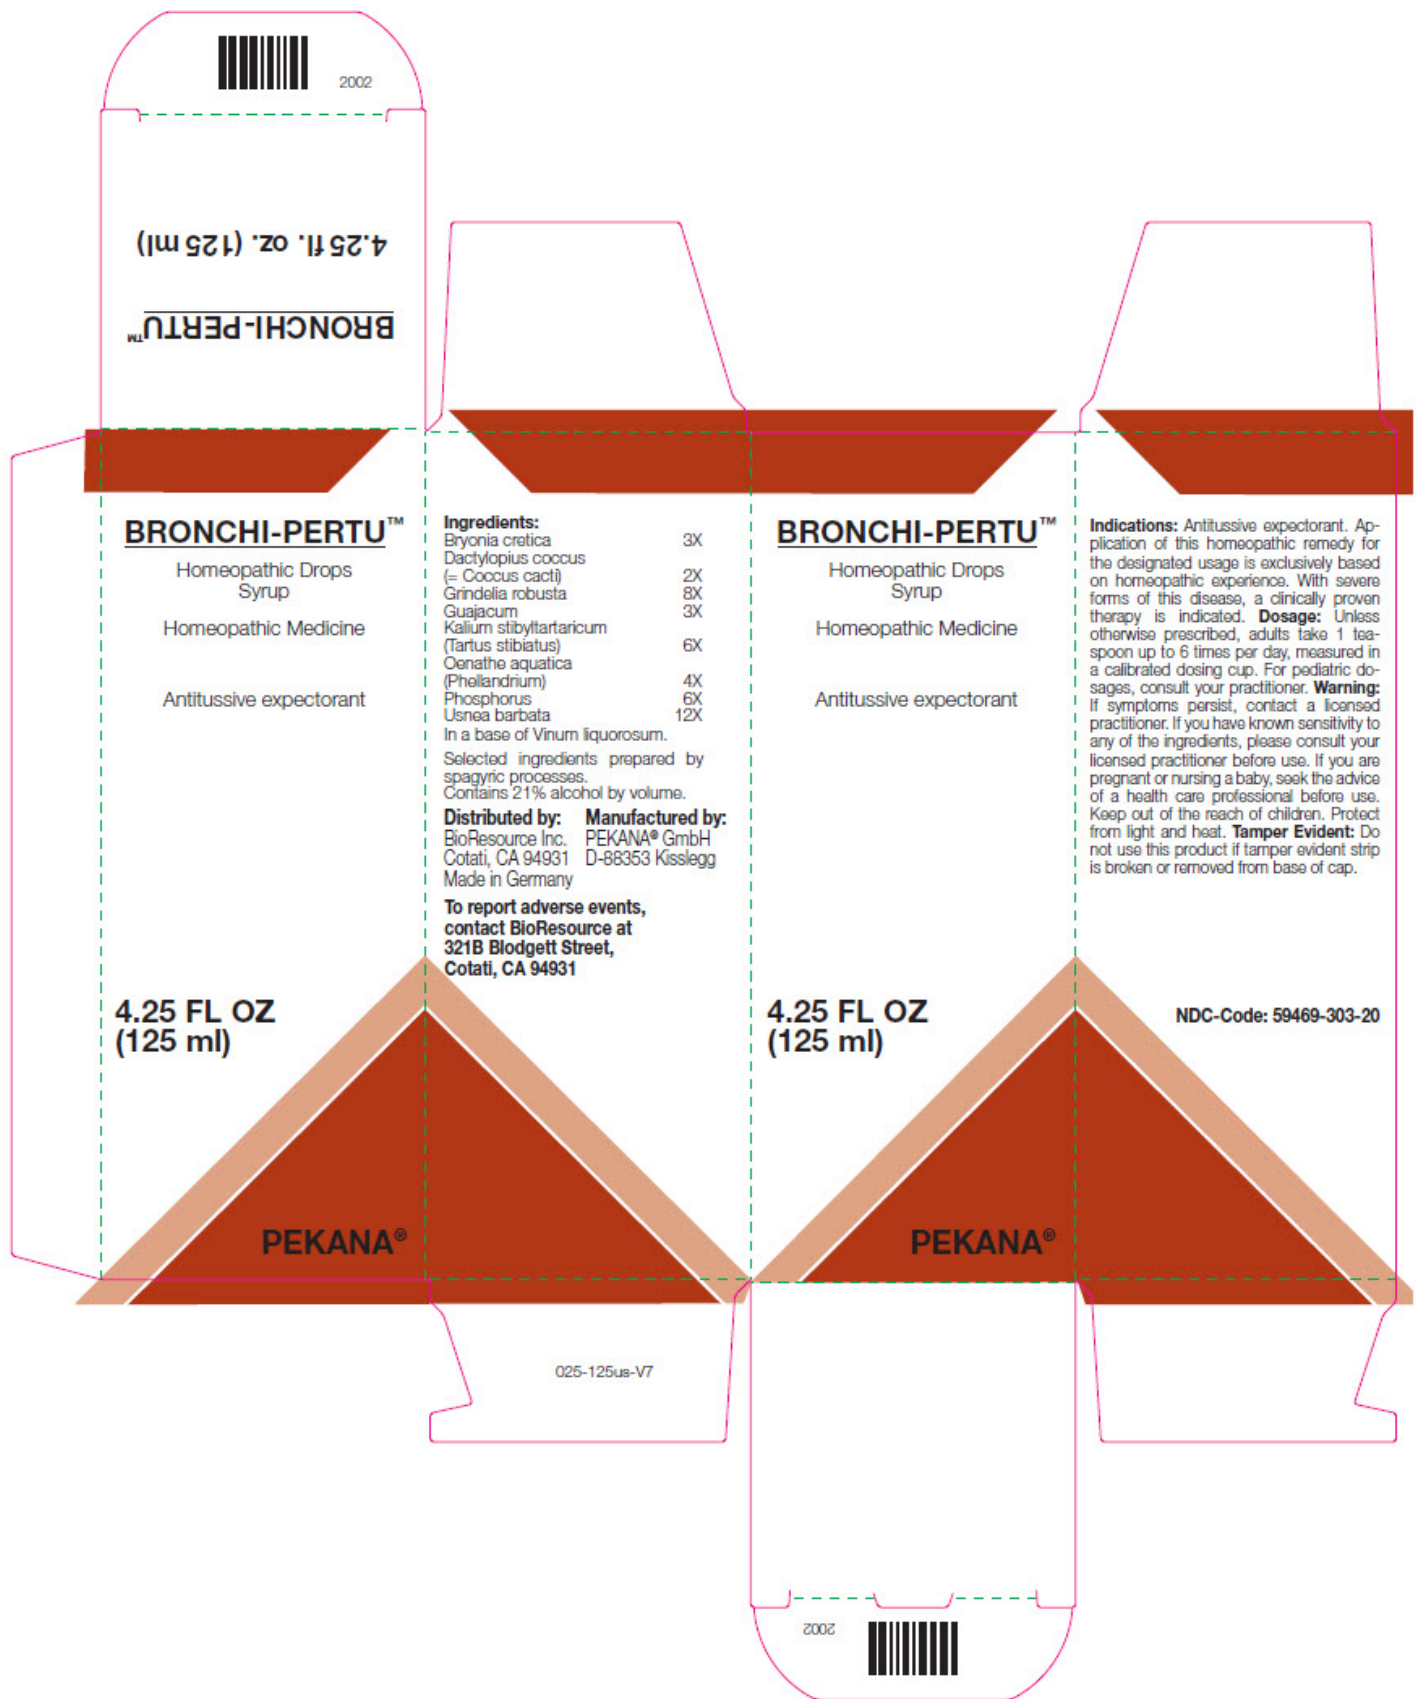 2002
4.25 fl. oz. (125 ml)
BRONCHI-PERTU™
BRONCHI-PERTU™
Homeopathic Drops
Syrup
Homeopathic Medicine
Antitussive expectorant
4.25 FL OZ
(125 ml)
PEKANA®
Ingredients:
Bryonia cretica 3X
Dactylopius coccus
(= Coccus cacti) 2X
Grindelia robusta 8X
Guajacum 3X
Kalium stibyltartaricum
(Tartus stibiatus) 6X
Oenathe aquatica
(Phellandrium) 4X
Phosphorus 6X
Usnea barbata 12X
In a base of Vinum liquorosum.
Selected ingredients prepared by
spagyric processes.
Contains 21% alcohol by volume.
Distributed by: Manufactured by:
BioResource Inc. PEKANA® GmbH
Cotati, CA 94931 D-88353 Kisslegg
Made in Germany
To report adverse events,
contact BioResource at
321B Blodgett Street,
Cotati, CA 94931
025-125us-V7
BRONCHI-PERTU™
Homeopathic Drops
Syrup
Homeopathic Medicine
Antitussive expectorant
4.25 FL OZ
(125 ml)
PEKANA®
Indications: Antitussive expectorant. Ap-
plication of this homeopathic remedy for
the designated usage is exclusively based
on homeopathic experience. With severe
forms of this disease, a clinically proven
therapy is indicated. Dosage: Unless
otherwise prescribed, adults take 1 tea-
spoon up to 6 times per day, measured in
a calibrated dosing cup. For pediatric do-
sages, consult your practitioner. Warning:
If symptoms persist, contact a licensed
practitioner. If you have known sensitivity to
any of the ingredients, please consult your
licensed practitioner before use. If you are
pregnant or nursing a baby, seek the advice
of a health care professional before use.
Keep out of the reach of children. Protect
from light and heat. Tamper Evident: Do
not use this product if tamper evident strip
is broken or removed from base of cap.
NDC-Code: 59469-303-20
2002